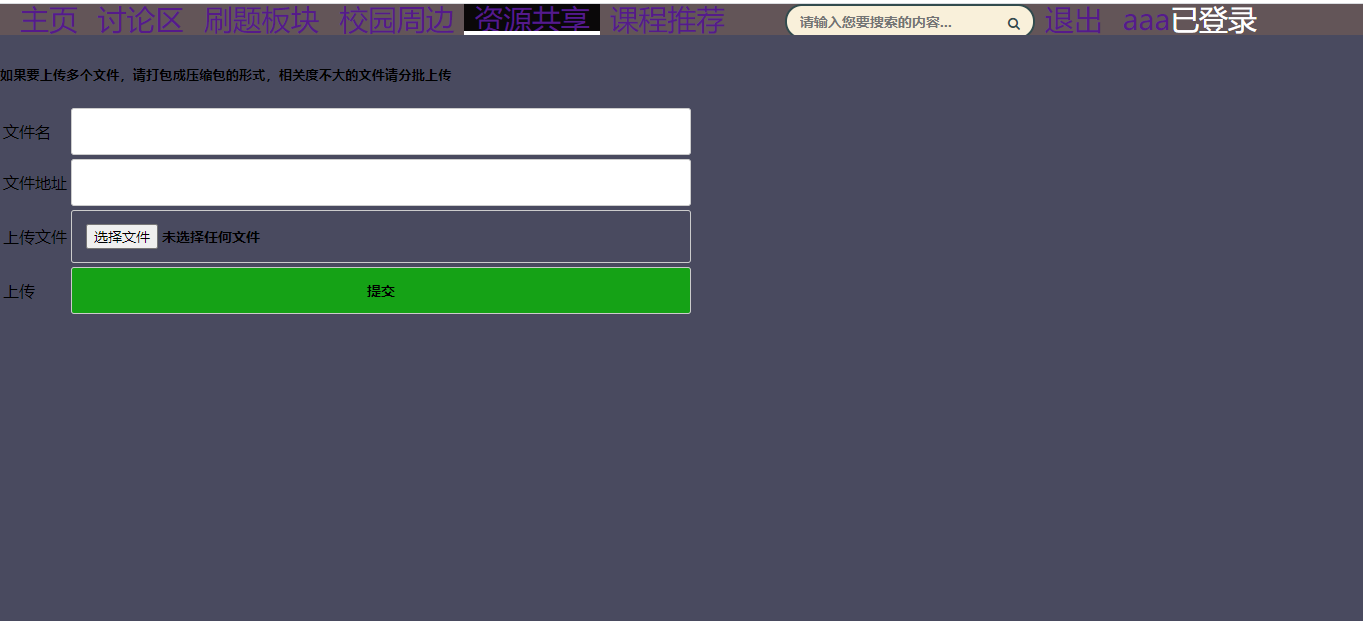 主页 讨论区 刷题板块 校园周边 资源共享 课程推荐 请输入您要搜索的内容... 退出 aaa已登录
如果要上传多个文件，请打包成压缩包的形式，相关度不大的文件请分批上传
文件名
文件地址
上传文件 选择文件 未选择任何文件
上传 提交